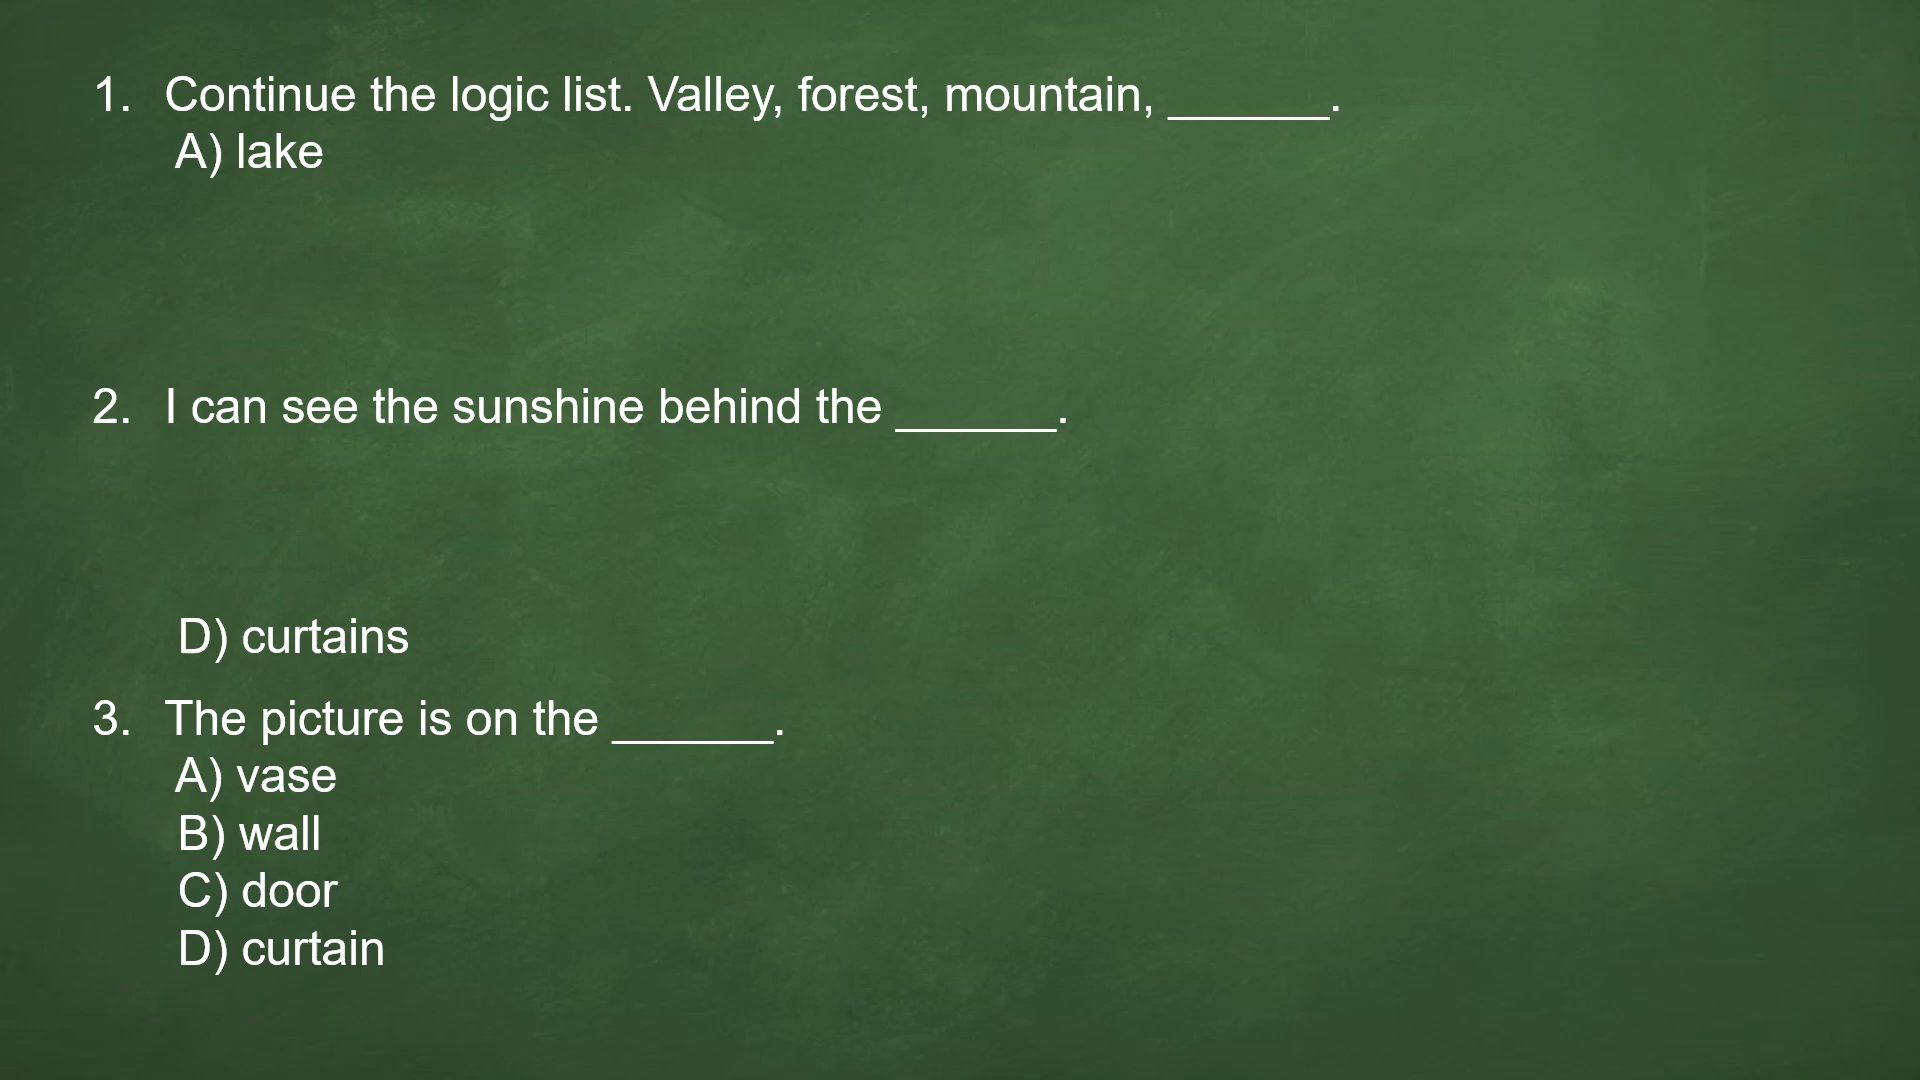 1. Continue the logic list. Valley, forest, mountain, ______.
A) lake
2. I can see the sunshine behind the ______.
D) curtains
3. The picture is on the ______.
A) vase
B) wall
C) door
D) curtain